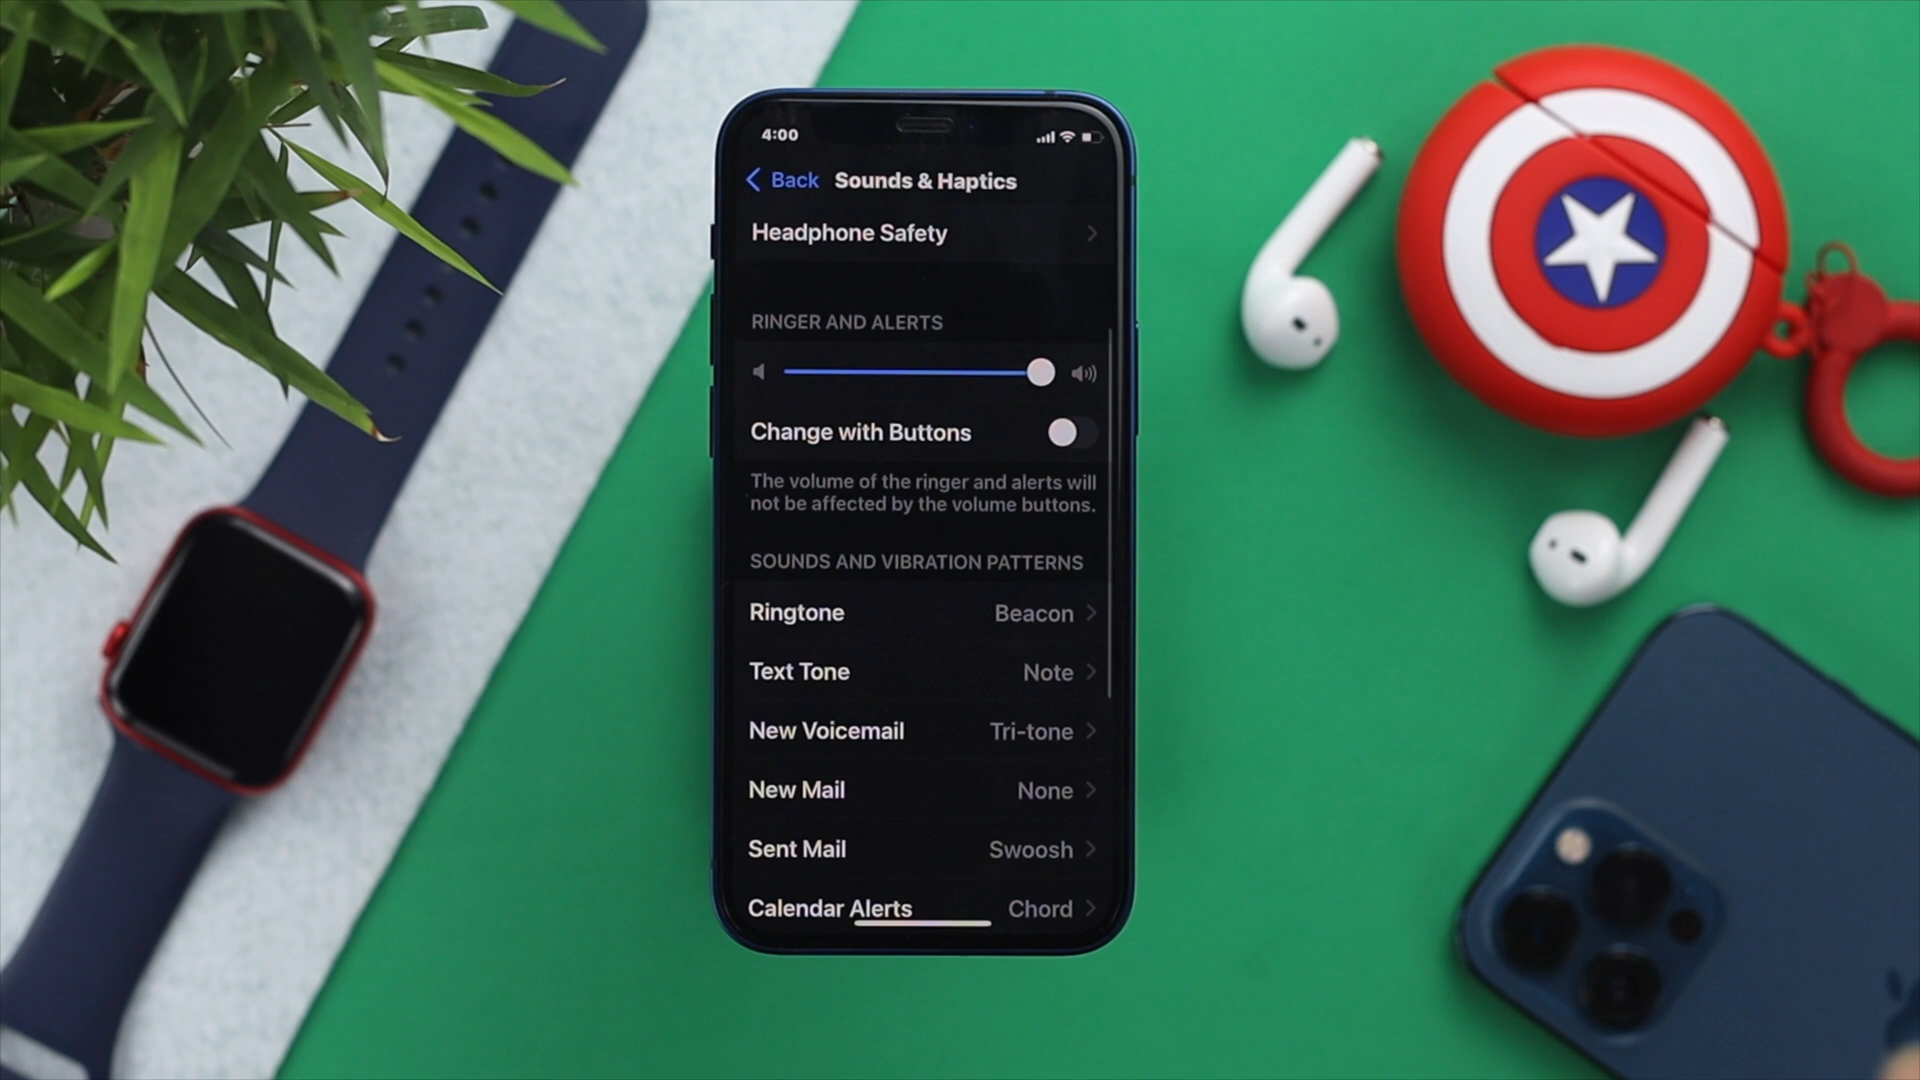 4:00
Back Sounds & Haptics
Headphone Safety
RINGER AND ALERTS
Change with Buttons
The volume of the ringer and alerts will
not be affected by the volume buttons.
SOUNDS AND VIBRATION PATTERNS
Ringtone Beacon
Text Tone Note
New Voicemail Tri-tone
New Mail None
Sent Mail Swoosh
Calendar Alerts Chord